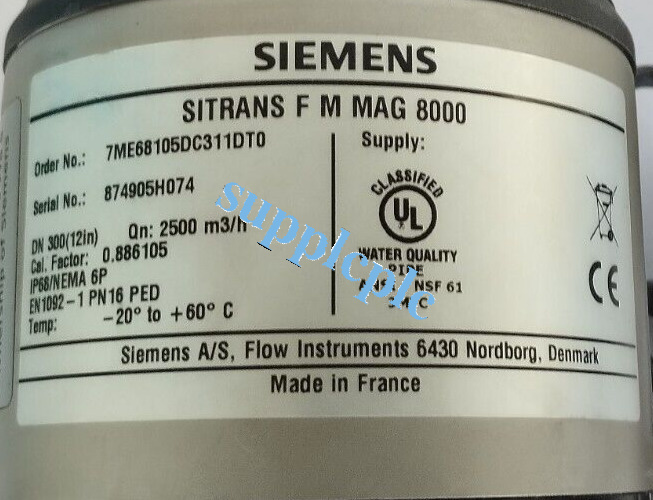 SIEMENS
SITRANS F M MAG 8000
Order No.: 7ME68105DC311DT0
Serial No.: 874905H074
DN 300(12in) Qn: 2500 m3/h
Cal. Factor: 0.886105
IP68/NEMA 6P
EN1092-1 PN16 PED
Temp: -20° to +60° C
Supply:
CLASSIFIED
UL
WATER QUALITY
NSF 61
CE
supplcplc
Siemens A/S, Flow Instruments 6430 Nordborg, Denmark
Made in France